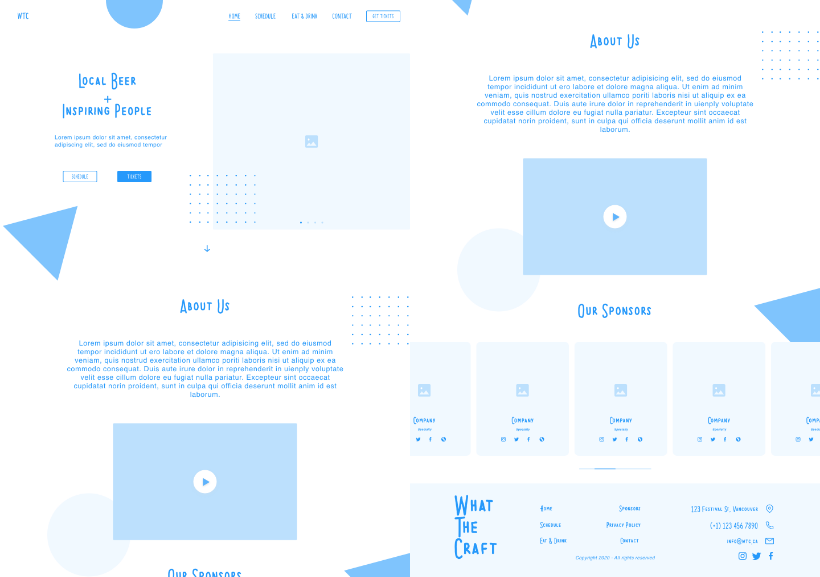 WTC
HOME
SCHEDULE
EAT & DRINK
CONTACT
GET TICKETS
Local Beer
+
Inspiring People
Lorem ipsum dolor sit amet, consectetur
adipiscing elit, sed do eiusmod tempor
SCHEDULE
TICKETS
About Us
Lorem ipsum dolor sit amet, consectetur adipisicing elit, sed do eiusmod
tempor incididunt ut ero labore et dolore magna aliqua. Ut enim ad minim
veniam, quis nostrud exercitation ullamco poriti laboris nisi ut aliquip ex ea
commodo consequat. Duis aute irure dolor in reprehenderit in uienply voluptate
velit esse cillum dolore eu fugiat nulla pariatur. Excepteur sint occaecat
cupidatat norin proident, sunt in culpa qui officia deserunt mollit anim id est
laborum.
Our Sponsors
About Us
Lorem ipsum dolor sit amet, consectetur adipisicing elit, sed do eiusmod
tempor incididunt ut ero labore et dolore magna aliqua. Ut enim ad minim
veniam, quis nostrud exercitation ullamco poriti laboris nisi ut aliquip ex ea
commodo consequat. Duis aute irure dolor in reprehenderit in uienply voluptate
velit esse cillum dolore eu fugiat nulla pariatur. Excepteur sint occaecat
cupidatat norin proident, sunt in culpa qui officia deserunt mollit anim id est
laborum.
Our Sponsors
Company
Company
Company
Company
Comp
What
The
Craft
Home
Schedule
Eat & Drink
Sponsors
Privacy Policy
Contact
Copyright 2020 - All rights reserved
123 Festival St, Vancouver
(+1) 123 456 7890
info@wtc.ca